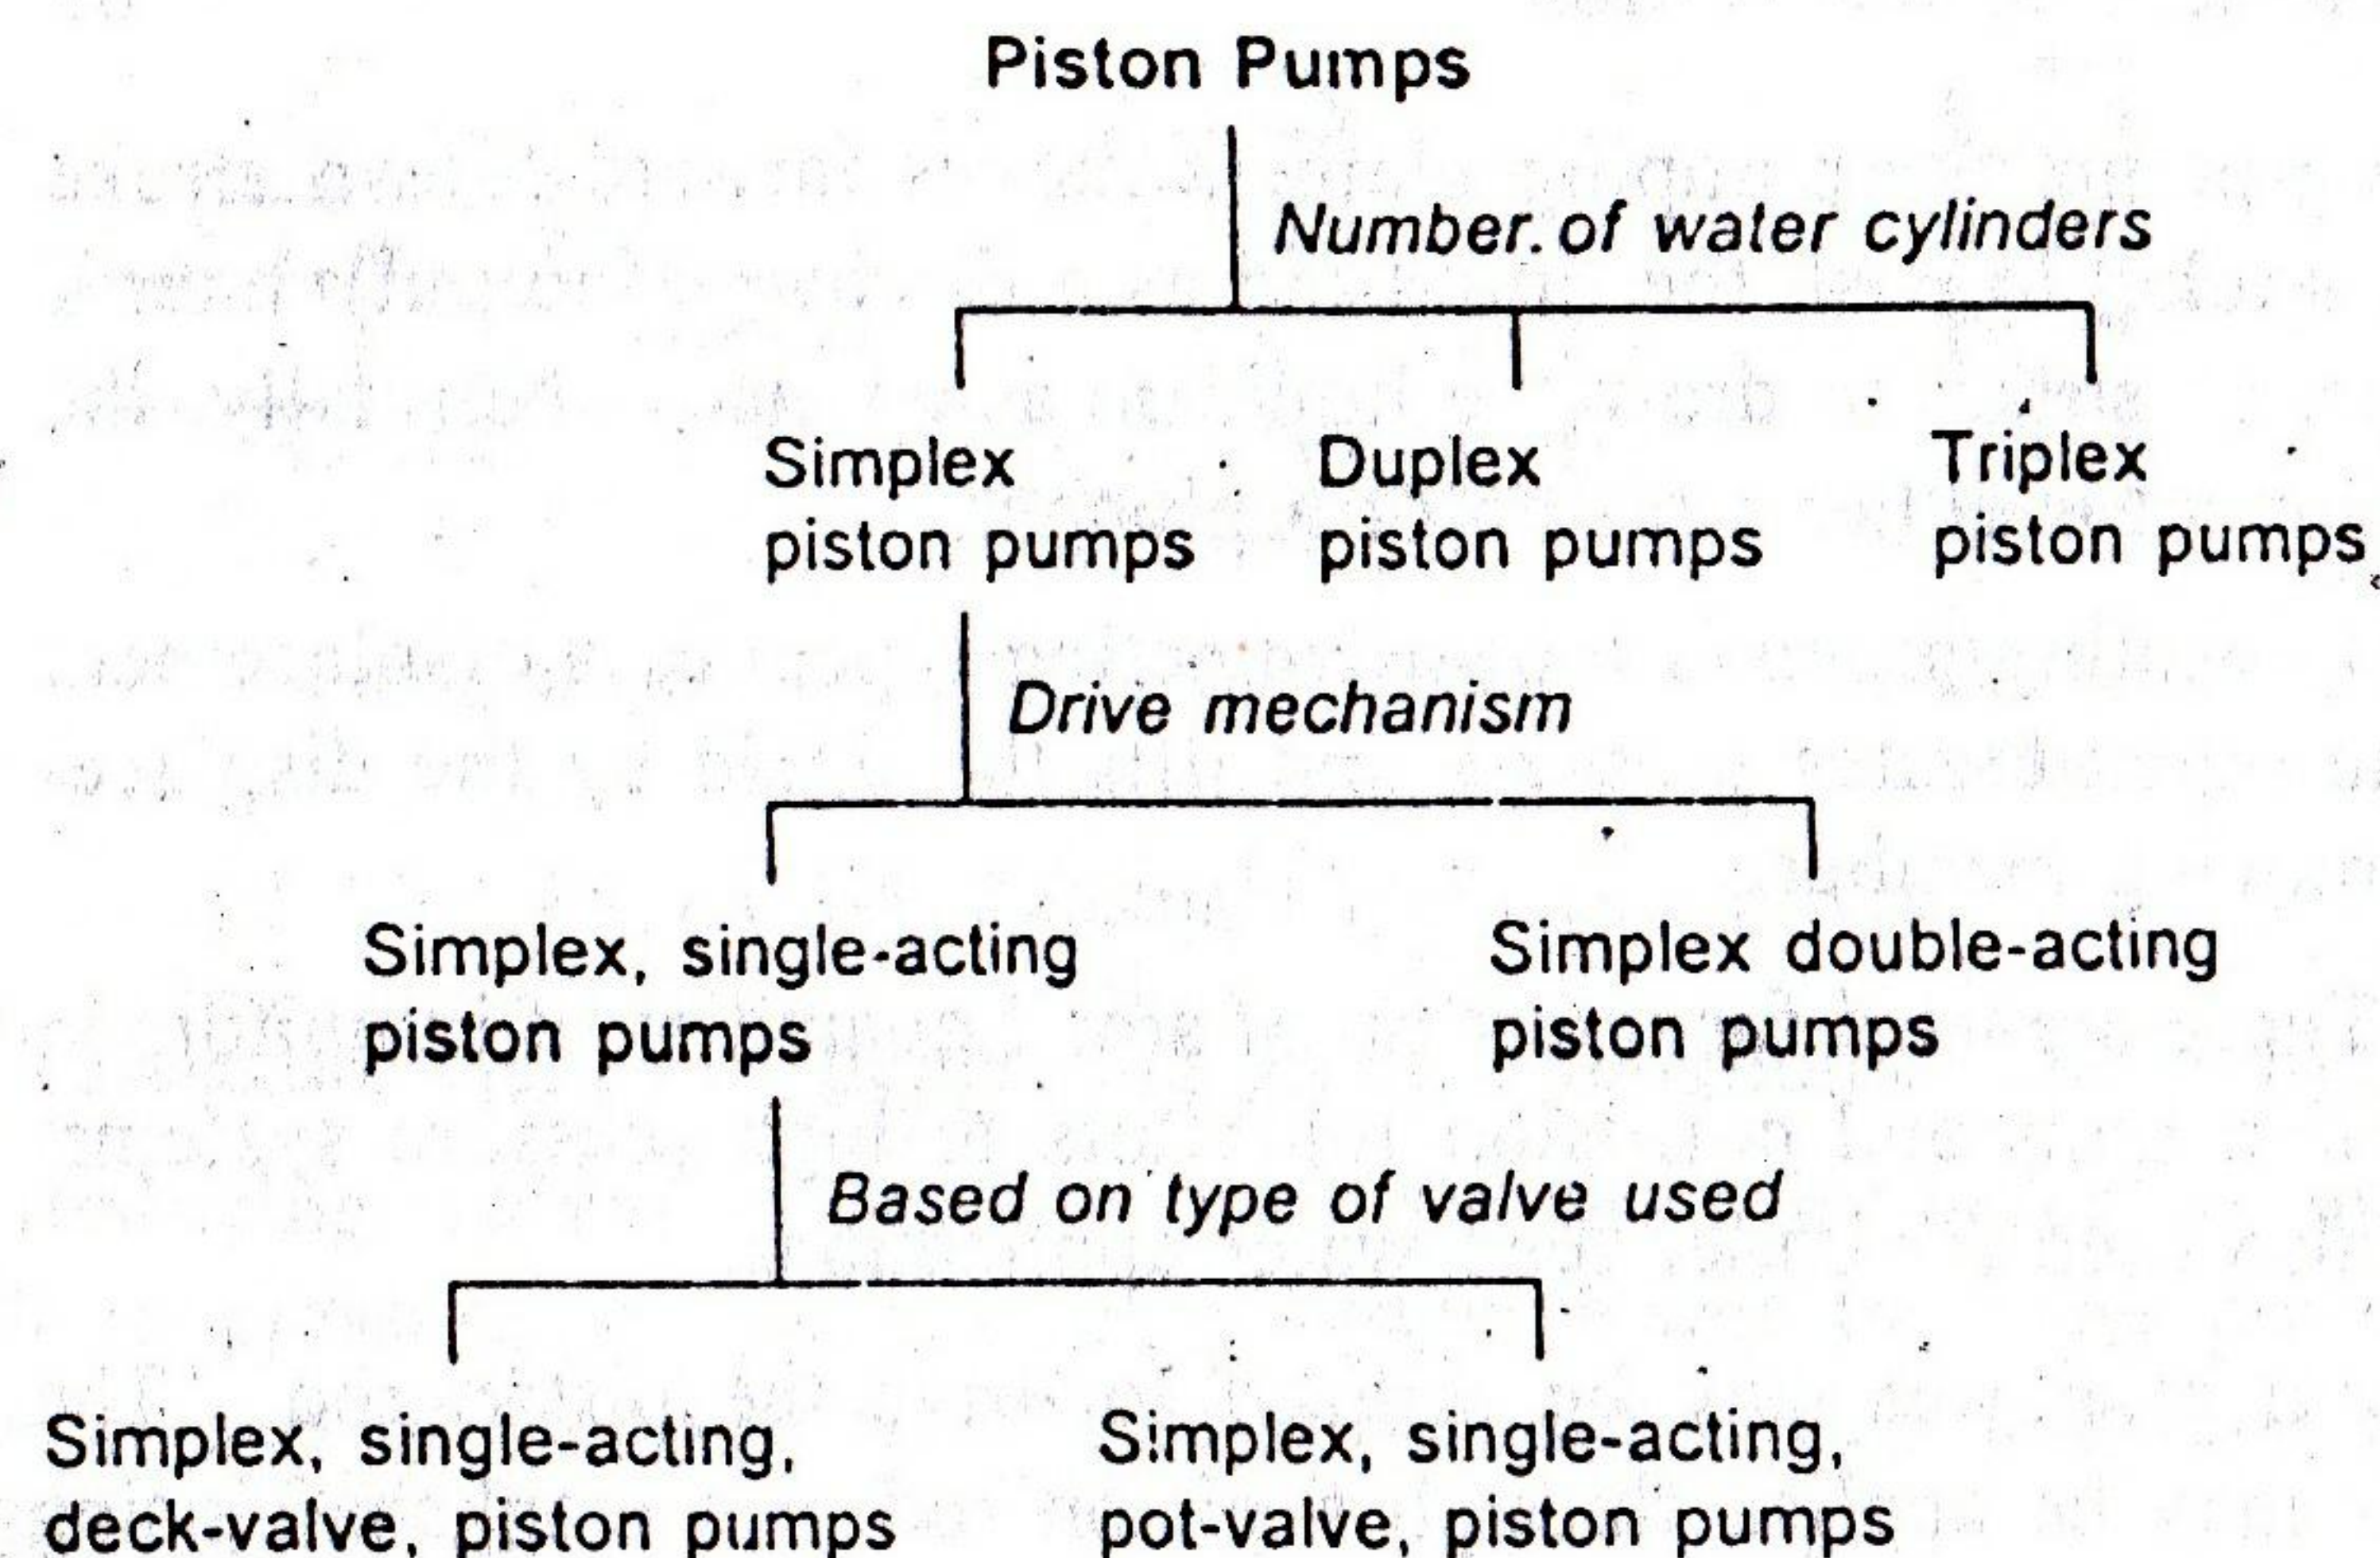 Piston Pumps
Number. of water cylinders
Simplex
piston pumps
Duplex
piston pumps
Triplex
piston pumps
Drive mechanism
Simplex, single-acting
piston pumps
Simplex double-acting
piston pumps
Based on type of valve used
Simplex, single-acting,
deck-valve, piston pumps
Simplex, single-acting,
pot-valve, piston pumps